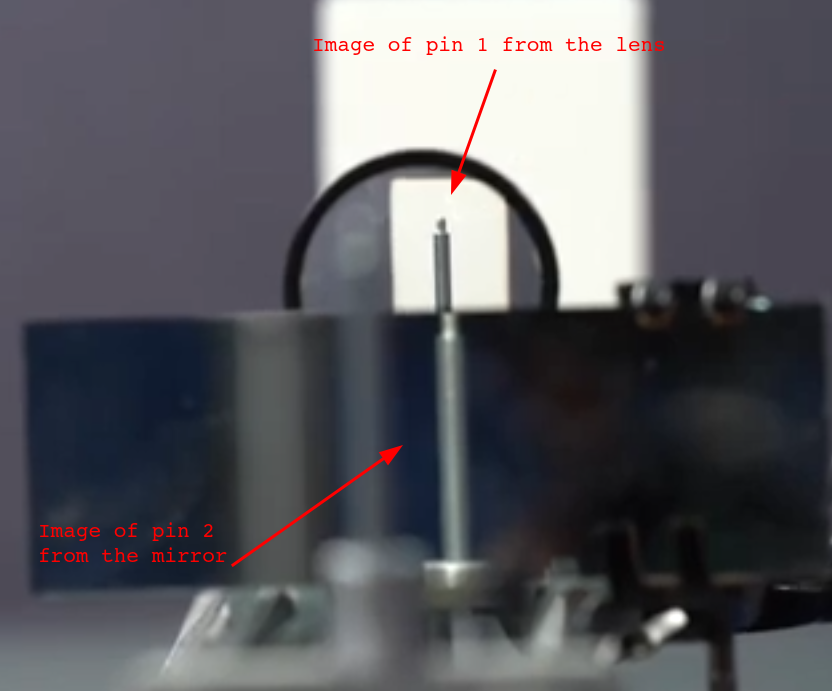 Image of pin 1 from the lens
Image of pin 2
from the mirror